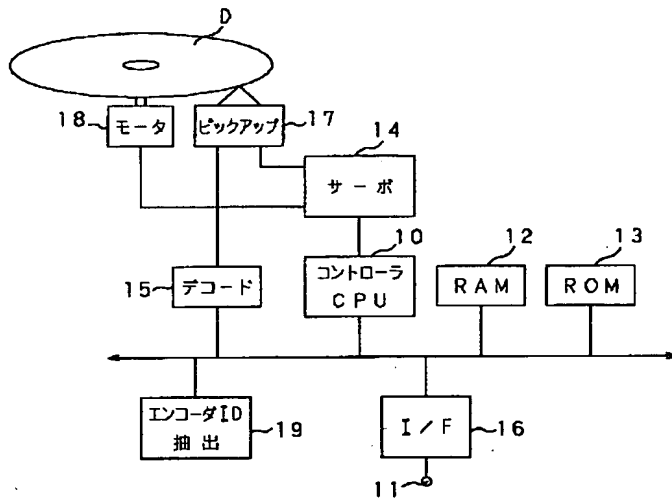 D
18
モータ
ピックアップ
17
14
サーボ
10
コントローラ
CPU
12
RAM
13
ROM
15
デコード
エンコーダID
抽出
19
I/F
16
11